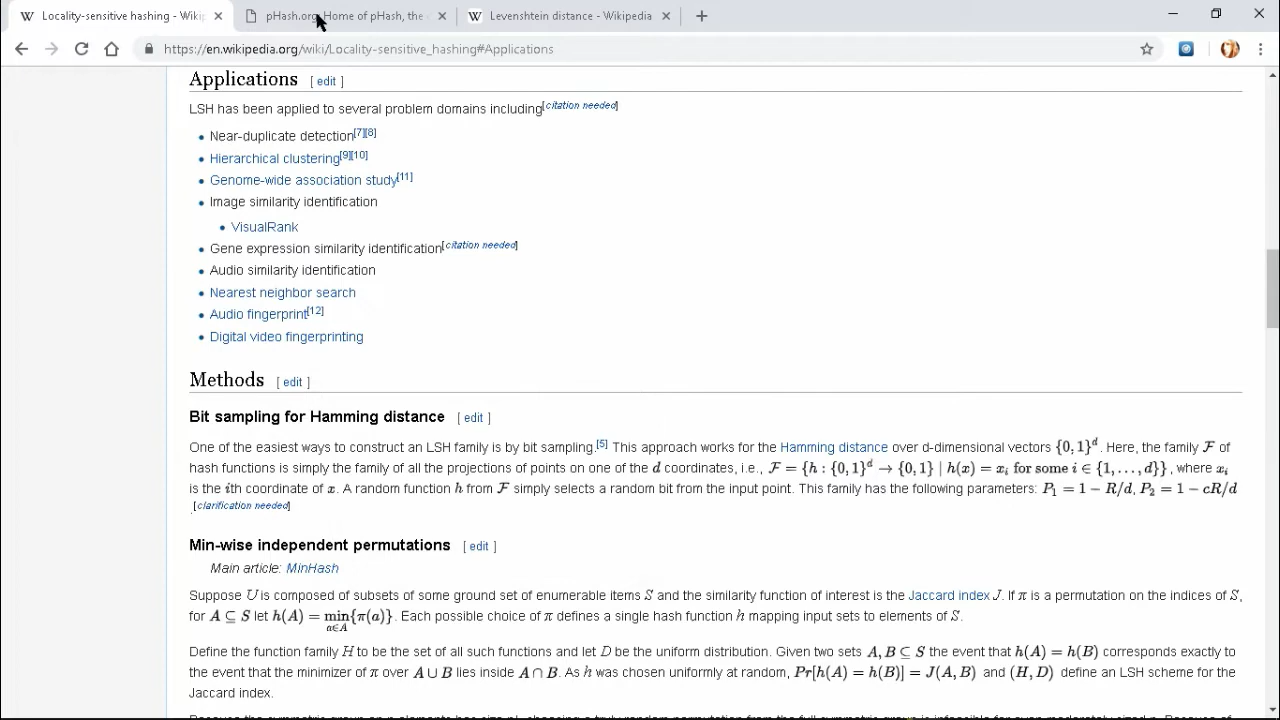 Locality-sensitive hashing - Wiki
pHash.org: Home of pHash, the
Levenshtein distance - Wikipedia
https://en.wikipedia.org/wiki/Locality-sensitive_hashing#Applications
Applications [ edit ]
LSH has been applied to several problem domains including[citation needed]
• Near-duplicate detection[7][8]
• Hierarchical clustering[9][10]
• Genome-wide association study[11]
• Image similarity identification
• VisualRank
• Gene expression similarity identification[citation needed]
• Audio similarity identification
• Nearest neighbor search
• Audio fingerprint[12]
• Digital video fingerprinting
Methods [ edit ]
Bit sampling for Hamming distance [ edit ]
One of the easiest ways to construct an LSH family is by bit sampling.[5] This approach works for the Hamming distance over d-dimensional vectors {0, 1}^d. Here, the family F of
hash functions is simply the family of all the projections of points on one of the d coordinates, i.e., F = {h : {0, 1}^d → {0, 1} | h(x) = x_i for some i ∈ {1, . . . , d}}, where x_i
is the ith coordinate of x. A random function h from F simply selects a random bit from the input point. This family has the following parameters: P_1 = 1 − R/d, P_2 = 1 − cR/d
.[clarification needed]
Min-wise independent permutations [ edit ]
Main article: MinHash
Suppose U is composed of subsets of some ground set of enumerable items S and the similarity function of interest is the Jaccard index J. If π is a permutation on the indices of S,
for A ⊆ S let h(A) = min_{a∈A}{π(a)}. Each possible choice of π defines a single hash function h mapping input sets to elements of S.
Define the function family H to be the set of all such functions and let D be the uniform distribution. Given two sets A, B ⊆ S the event that h(A) = h(B) corresponds exactly to
the event that the minimizer of π over A ∪ B lies inside A ∩ B. As h was chosen uniformly at random, Pr[h(A) = h(B)] = J(A, B) and (H, D) define an LSH scheme for the
Jaccard index.